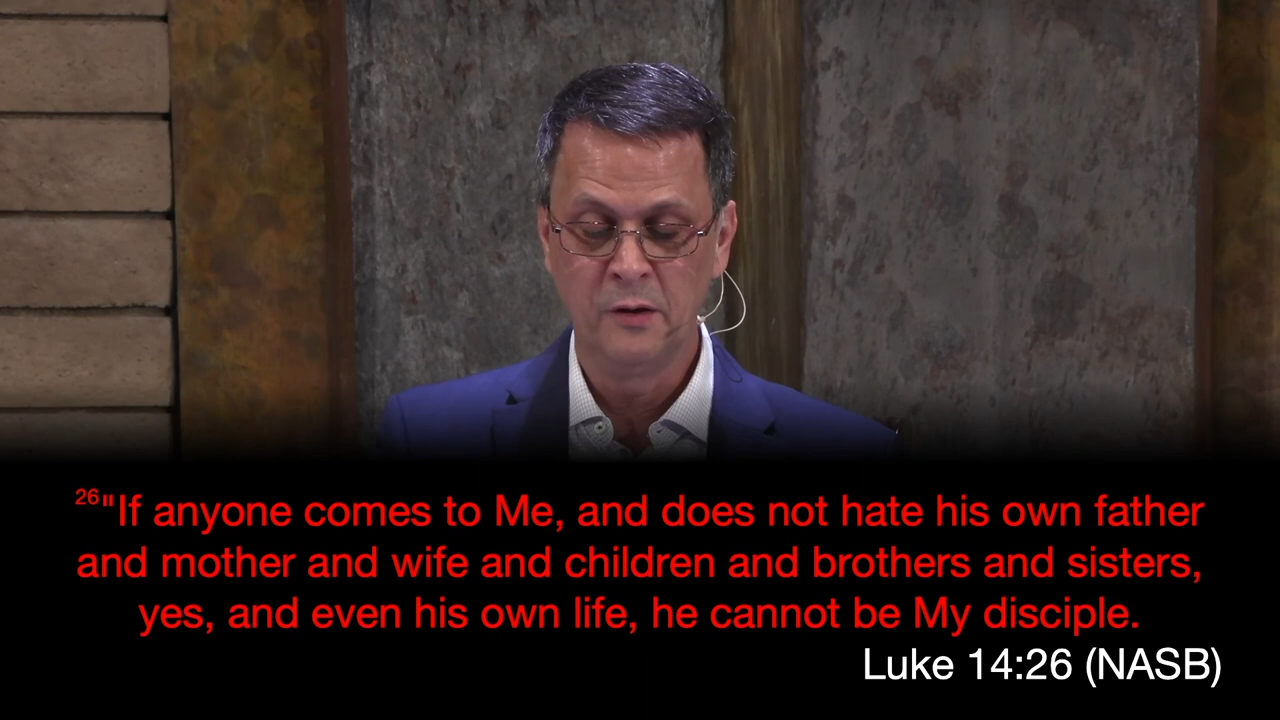 26"If anyone comes to Me, and does not hate his own father
and mother and wife and children and brothers and sisters,
yes, and even his own life, he cannot be My disciple.
Luke 14:26 (NASB)